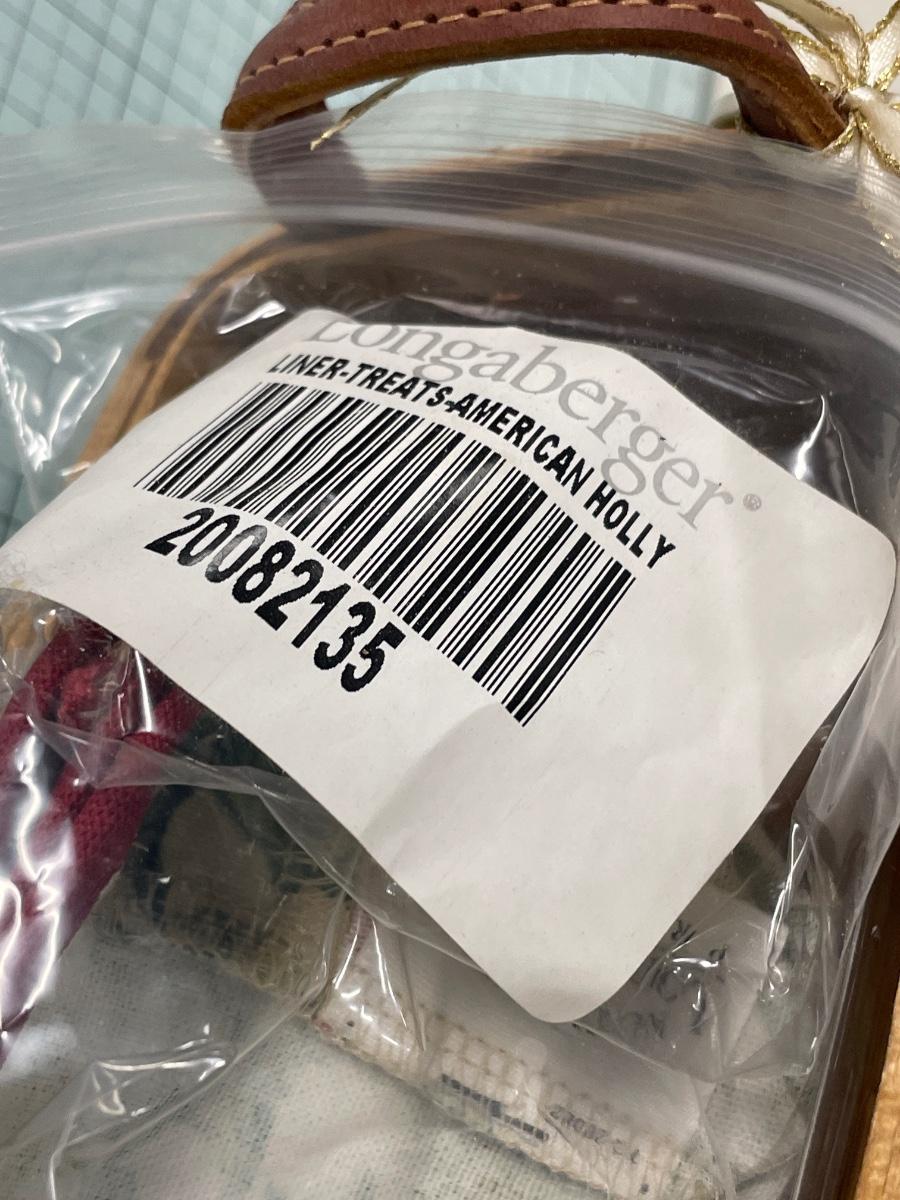 Longaberger®
LINER-TREATS-AMERICAN HOLLY
20082135